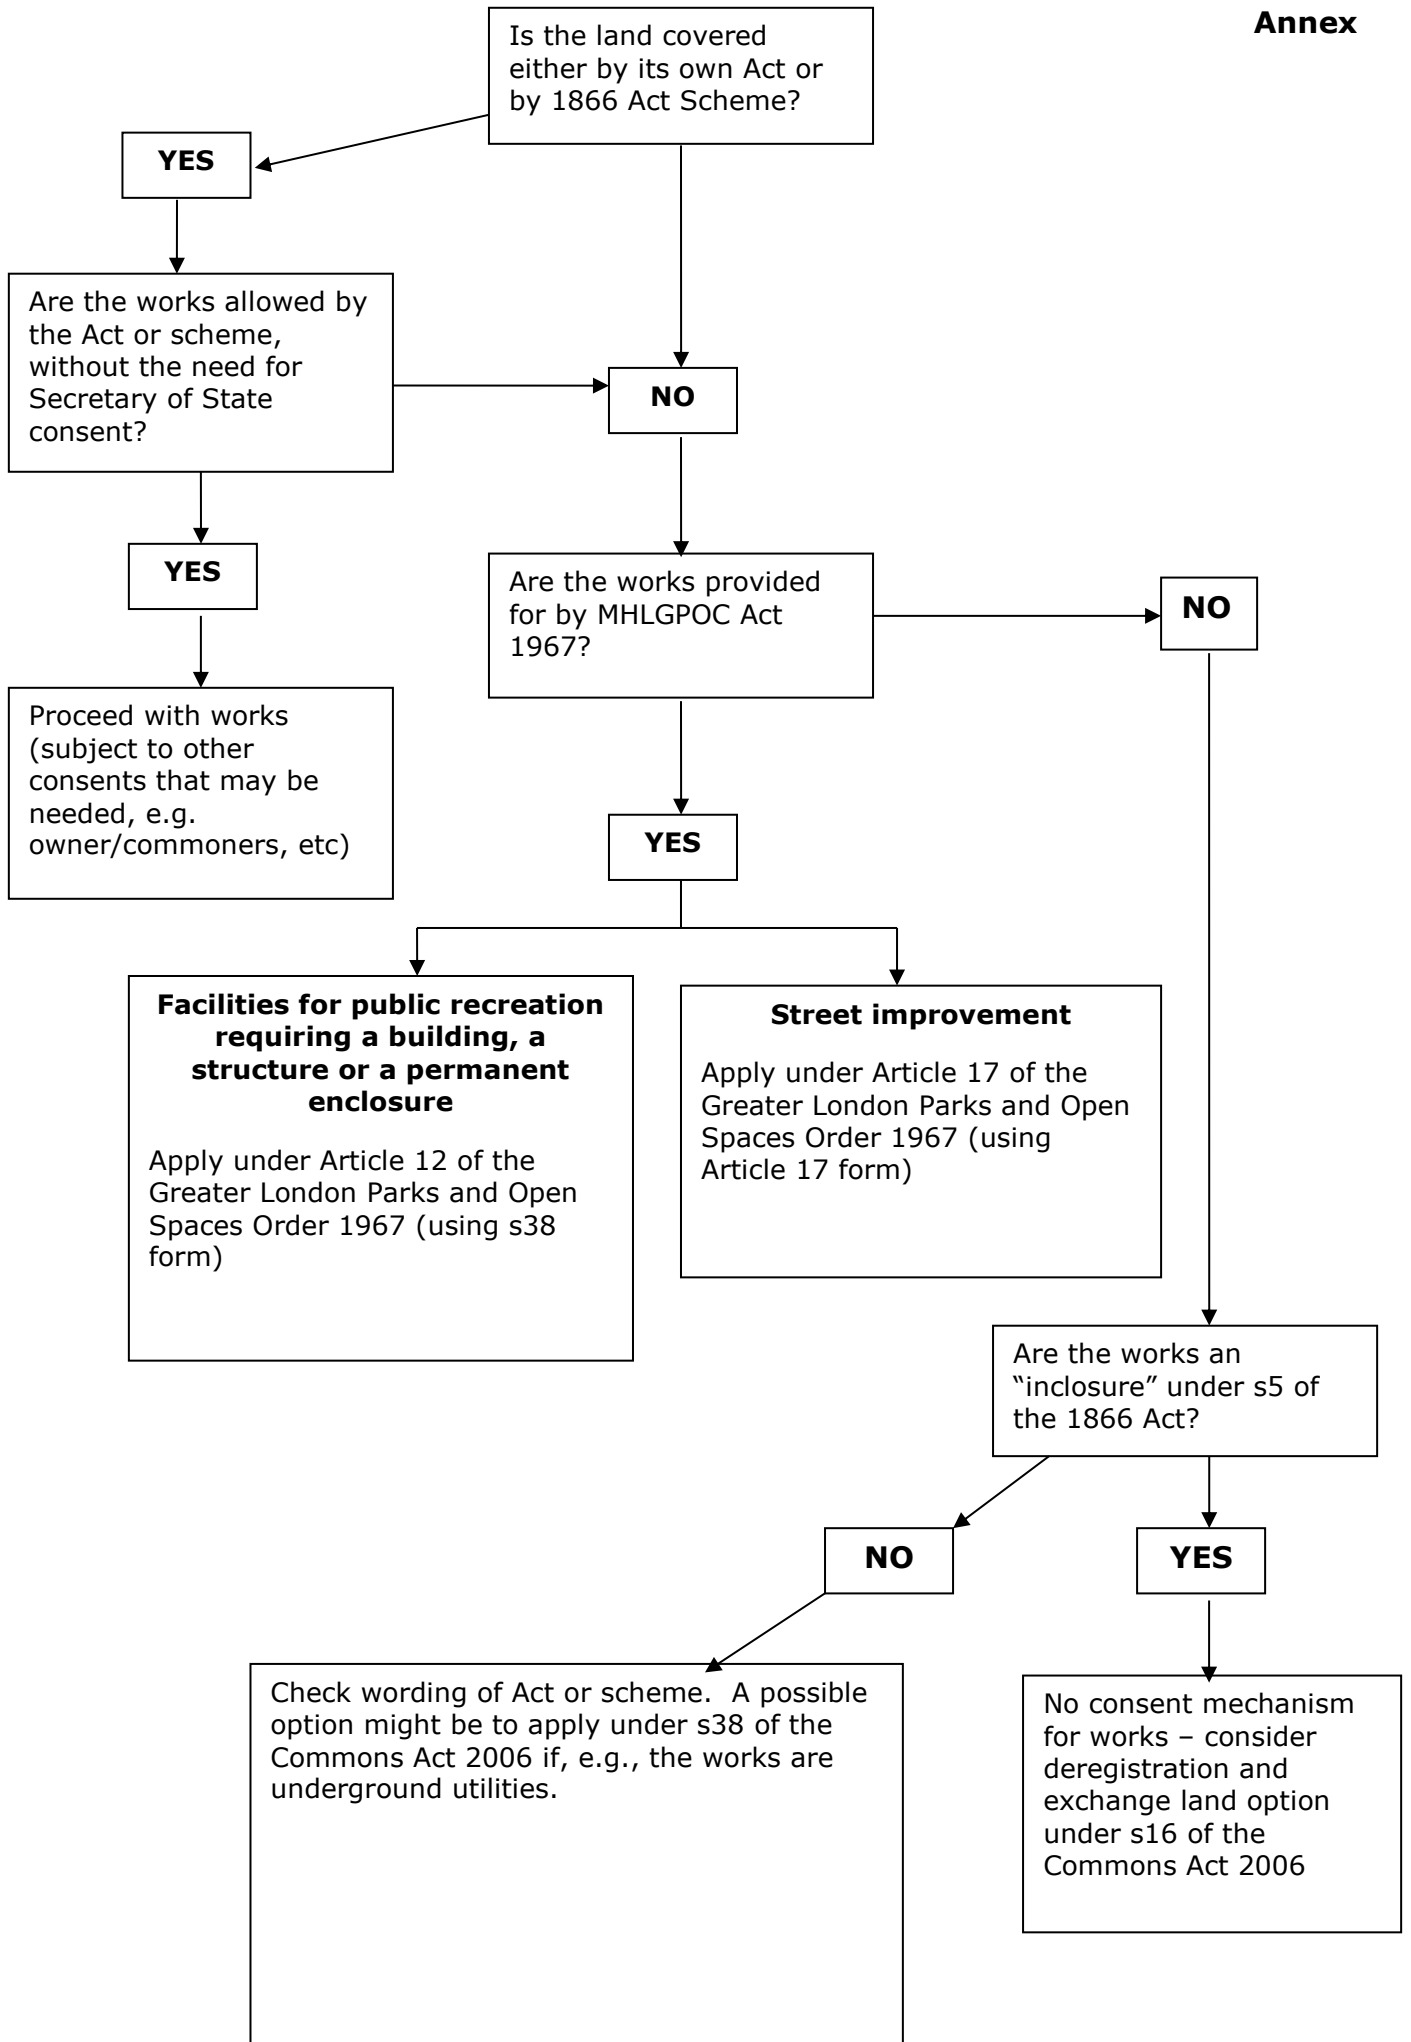 Annex
Is the land covered
either by its own Act or
by 1866 Act Scheme?
YES
Are the works allowed by
the Act or scheme,
without the need for
Secretary of State
consent?
NO
YES
Are the works provided
for by MHLGPOC Act
1967?
NO
Proceed with works
(subject to other
consents that may be
needed, e.g.
owner/commoners, etc)
YES
Facilities for public recreation
requiring a building, a
structure or a permanent
enclosure
Apply under Article 12 of the
Greater London Parks and Open
Spaces Order 1967 (using s38
form)
Street improvement
Apply under Article 17 of the
Greater London Parks and Open
Spaces Order 1967 (using
Article 17 form)
Are the works an
“inclosure” under s5 of
the 1866 Act?
NO
YES
Check wording of Act or scheme.  A possible
option might be to apply under s38 of the
Commons Act 2006 if, e.g., the works are
underground utilities.
No consent mechanism
for works – consider
deregistration and
exchange land option
under s16 of the
Commons Act 2006